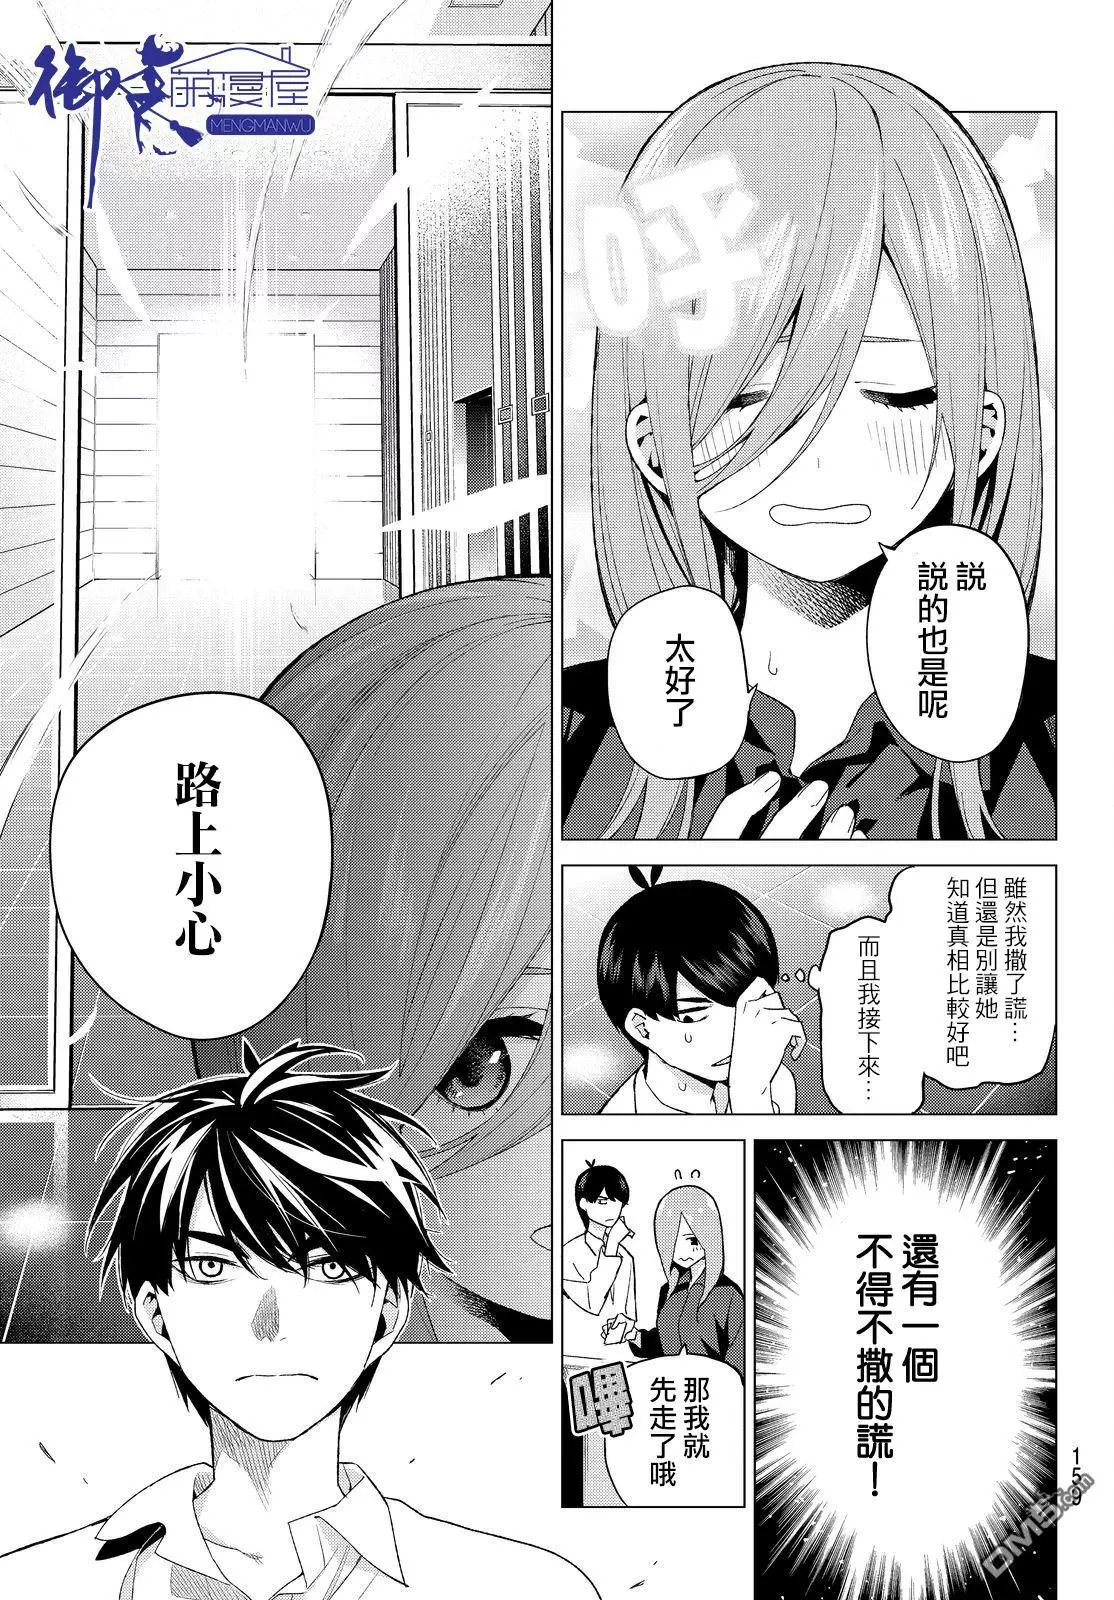 御宅萌漫屋
MENGMANWU
呼
說
說的也是呢
太好了
雖然我撒了謊…
但還是別讓她
知道真相比較好吧
而且我接下來…
還有一個
不得不撒的謊！
嗶
那我就
先走了哦
路上小心
159